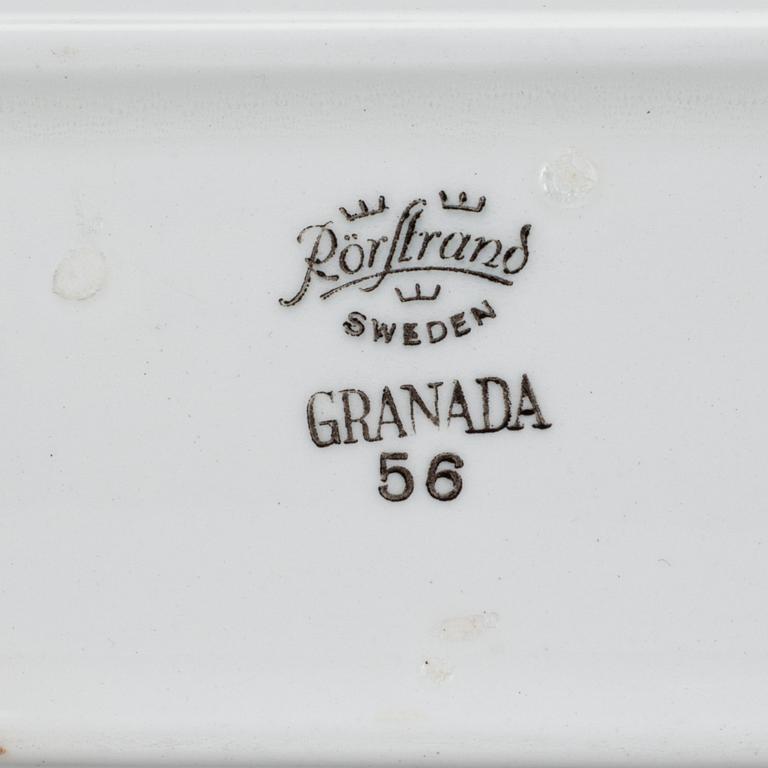 Rörstrand
SWEDEN
GRANADA
56